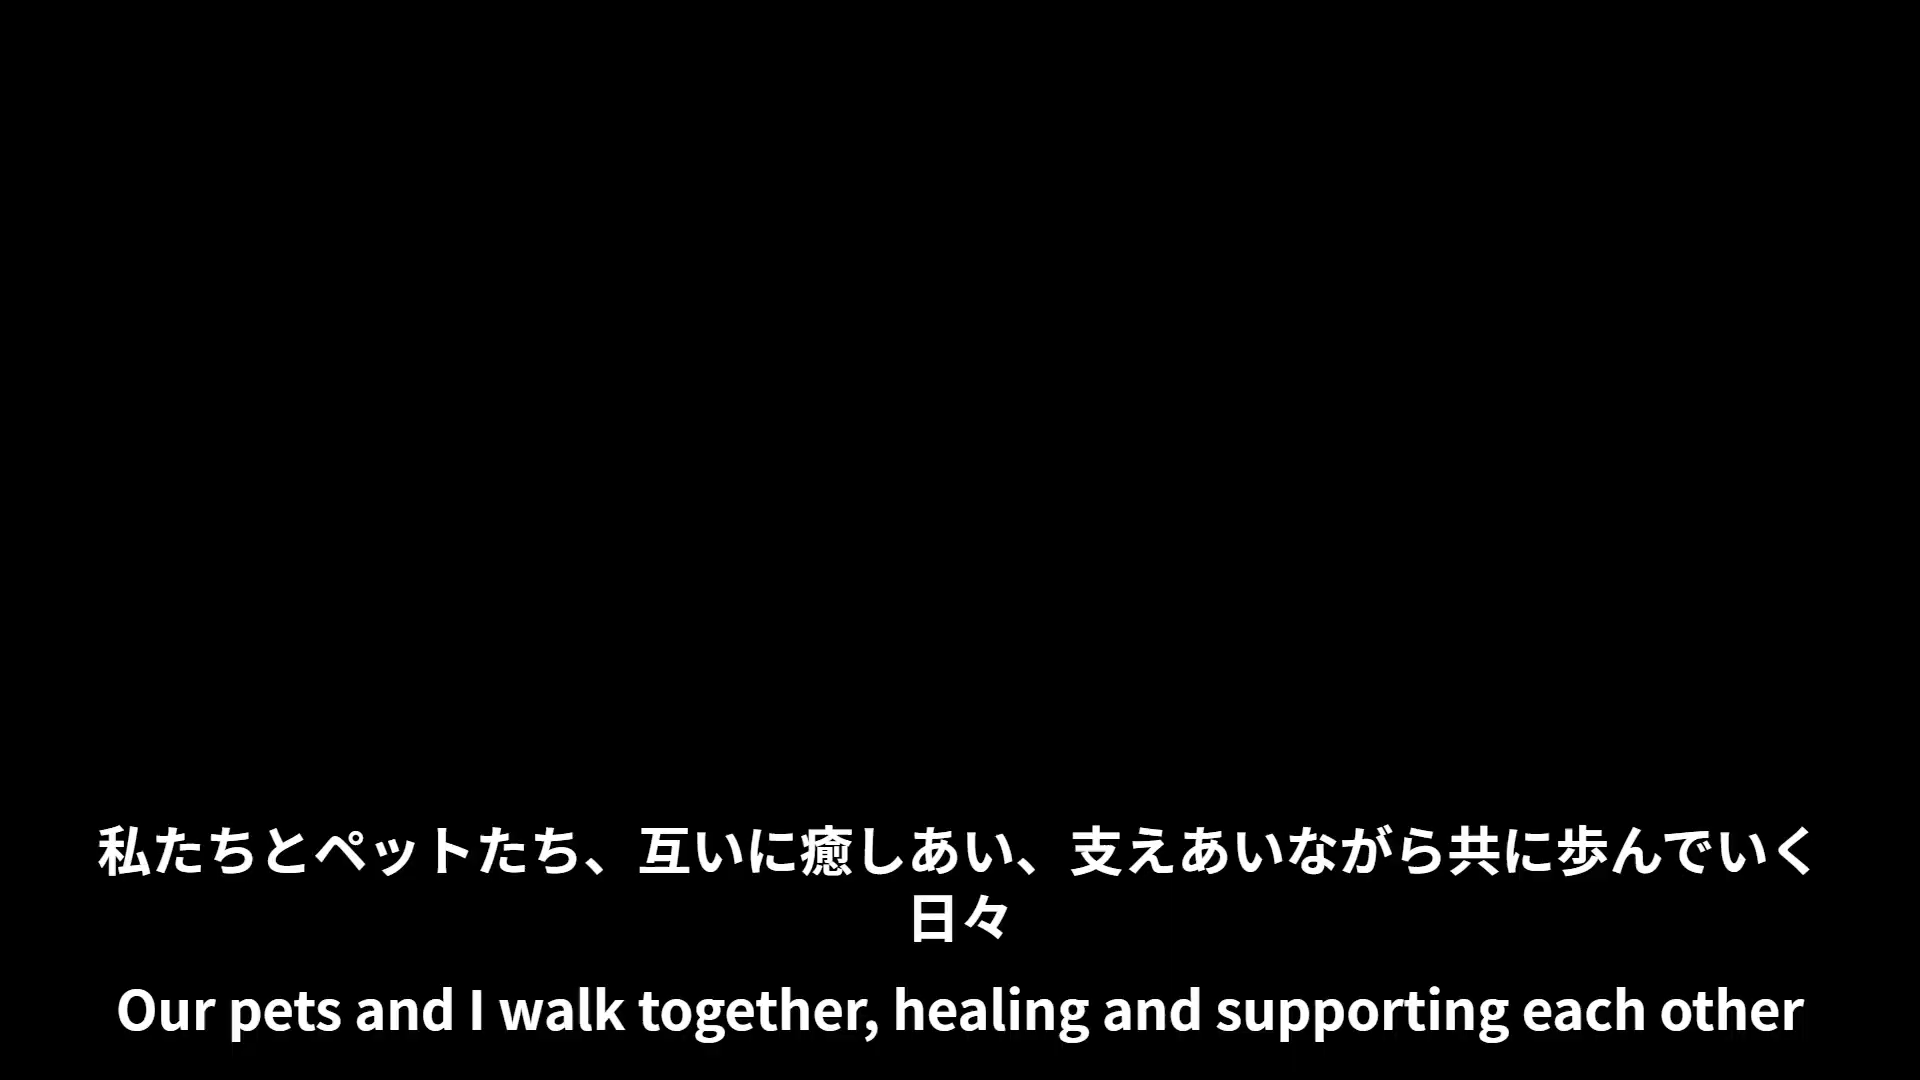 私たちとペットたち、互いに癒しあい、支えあいながら共に歩んでいく
日々
Our pets and I walk together, healing and supporting each other